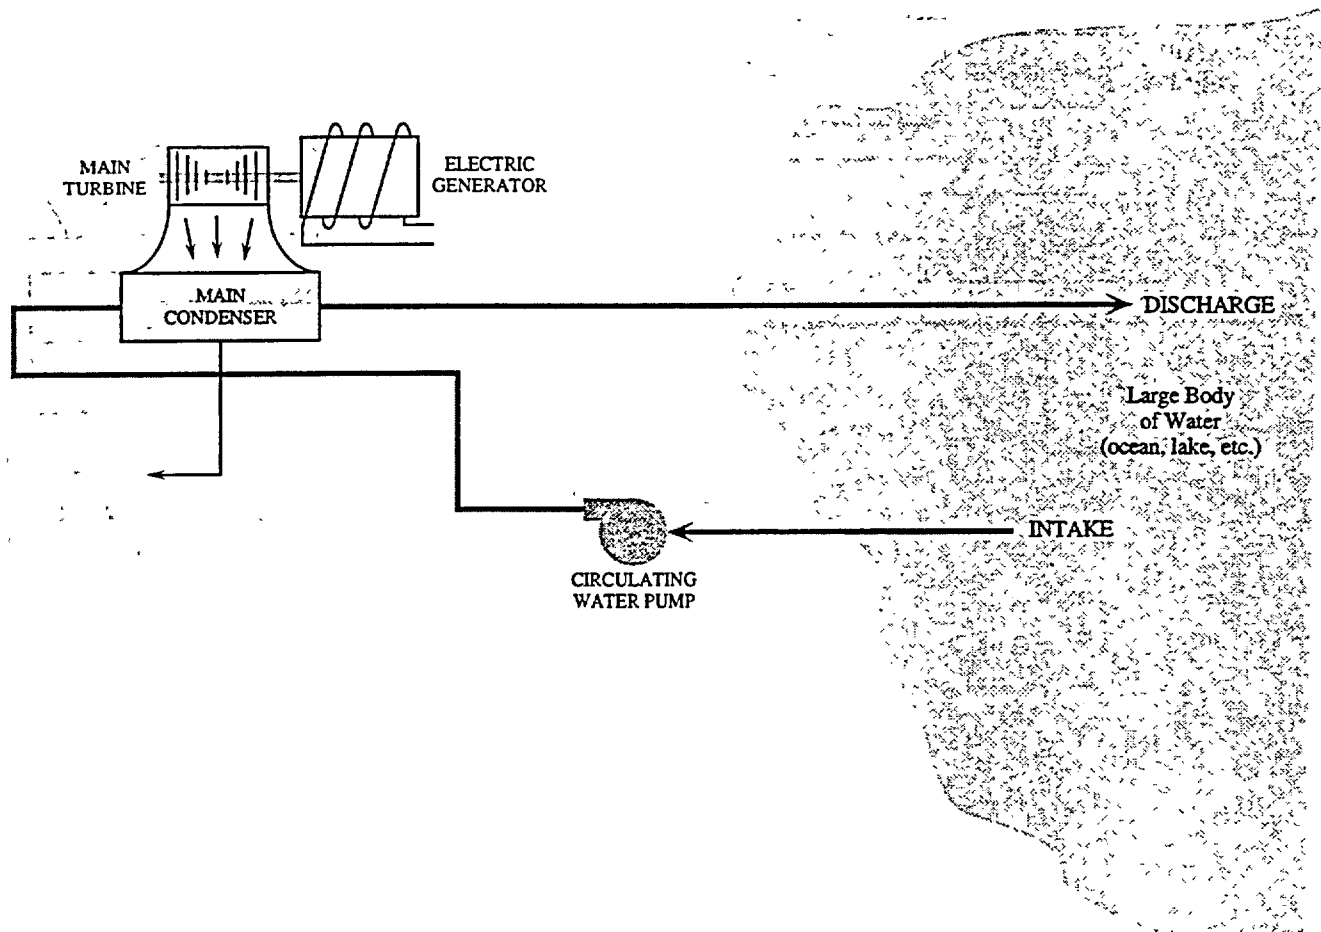 MAIN
TURBINE
ELECTRIC
GENERATOR
MAIN
CONDENSER
DISCHARGE
Large Body
of Water
(ocean, lake, etc.)
INTAKE
CIRCULATING
WATER PUMP